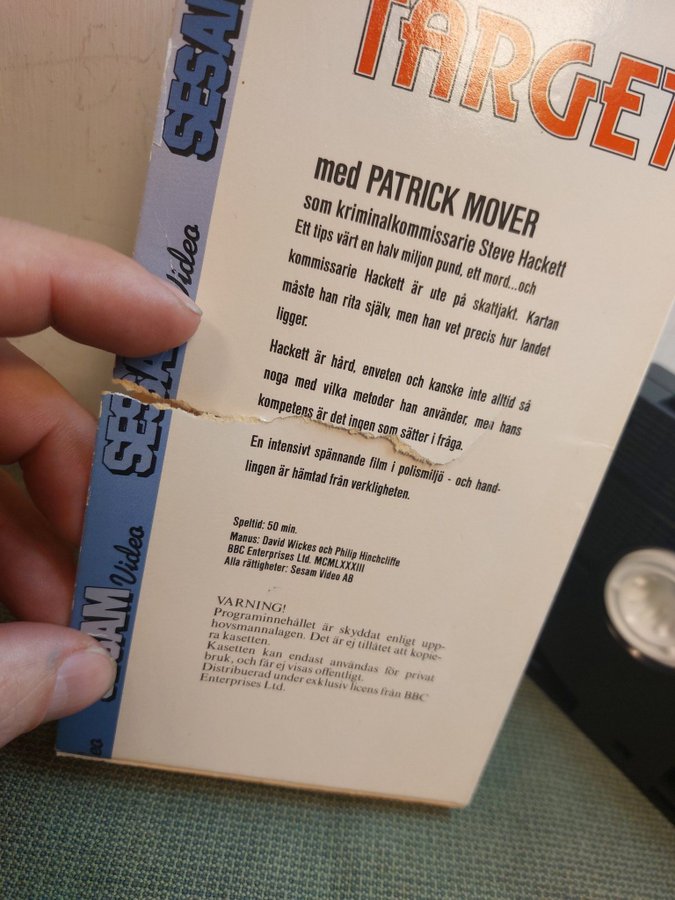 SESAM
TARGET
med PATRICK MOVER
som kriminalkommissarie Steve Hackett
Ett tips värt en halv miljon pund, ett mord...och
kommissarie Hackett är ute på skattjakt. Kartan
måste han rita själv, men han vet precis hur landet
ligger.
Hackett är hård, enveten och kanske inte alltid så
noga med vilka metoder han använder, men hans
kompetens är det ingen som sätter i fråga.
En intensivt spännande film i polismiljö - och hand-
lingen är hämtad från verkligheten.
Speltid: 50 min.
Manus: David Wickes och Philip Hinchcliffe
BBC Enterprises Ltd. MCMLXXXIII
Alla rättigheter: Sesam Video AB
VARNING!
Programinnehållet är skyddat enligt upp-
hovsmannalagen. Det är ej tillåtet att kopie-
ra kasetten.
Kasetten kan endast användas för privat
bruk, och får ej visas offentligt.
Distribuerad under exklusiv licens från BBC
Enterprises Ltd.
Video
SESAM
SESAM Video